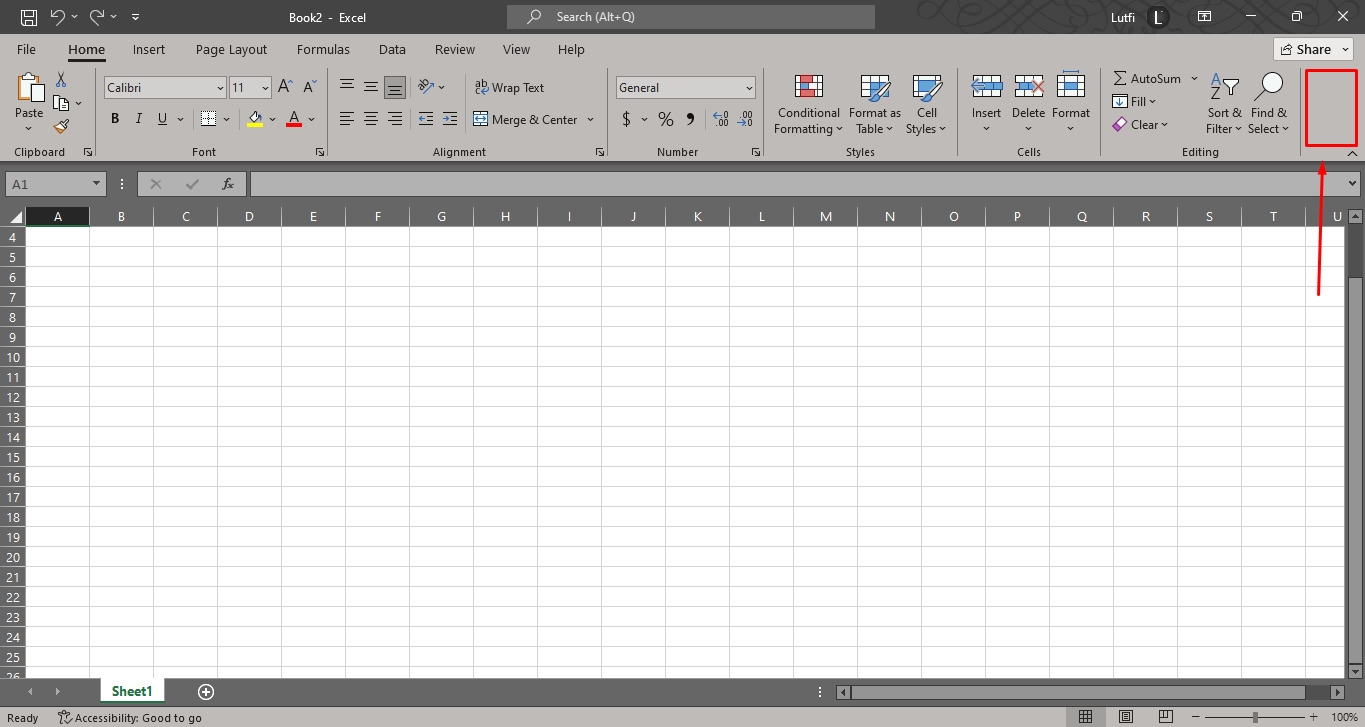 Book2 - Excel
Search (Alt+Q)
Lutfi
L
File Home Insert Page Layout Formulas Data Review View Help
Share
Paste
Clipboard
Calibri 11
B I U A
Font
Wrap Text
Merge & Center
Alignment
General
$ %
Number
Conditional Formatting
Format as Table
Cell Styles
Styles
Insert Delete Format
Cells
AutoSum
Fill
Clear
Sort & Filter
Find & Select
Editing
A1
fx
A B C D E F G H I J K L M N O P Q R S T U
4
5
6
7
8
9
10
11
12
13
14
15
16
17
18
19
20
21
22
23
24
25
26
Sheet1
Ready
Accessibility: Good to go
100%